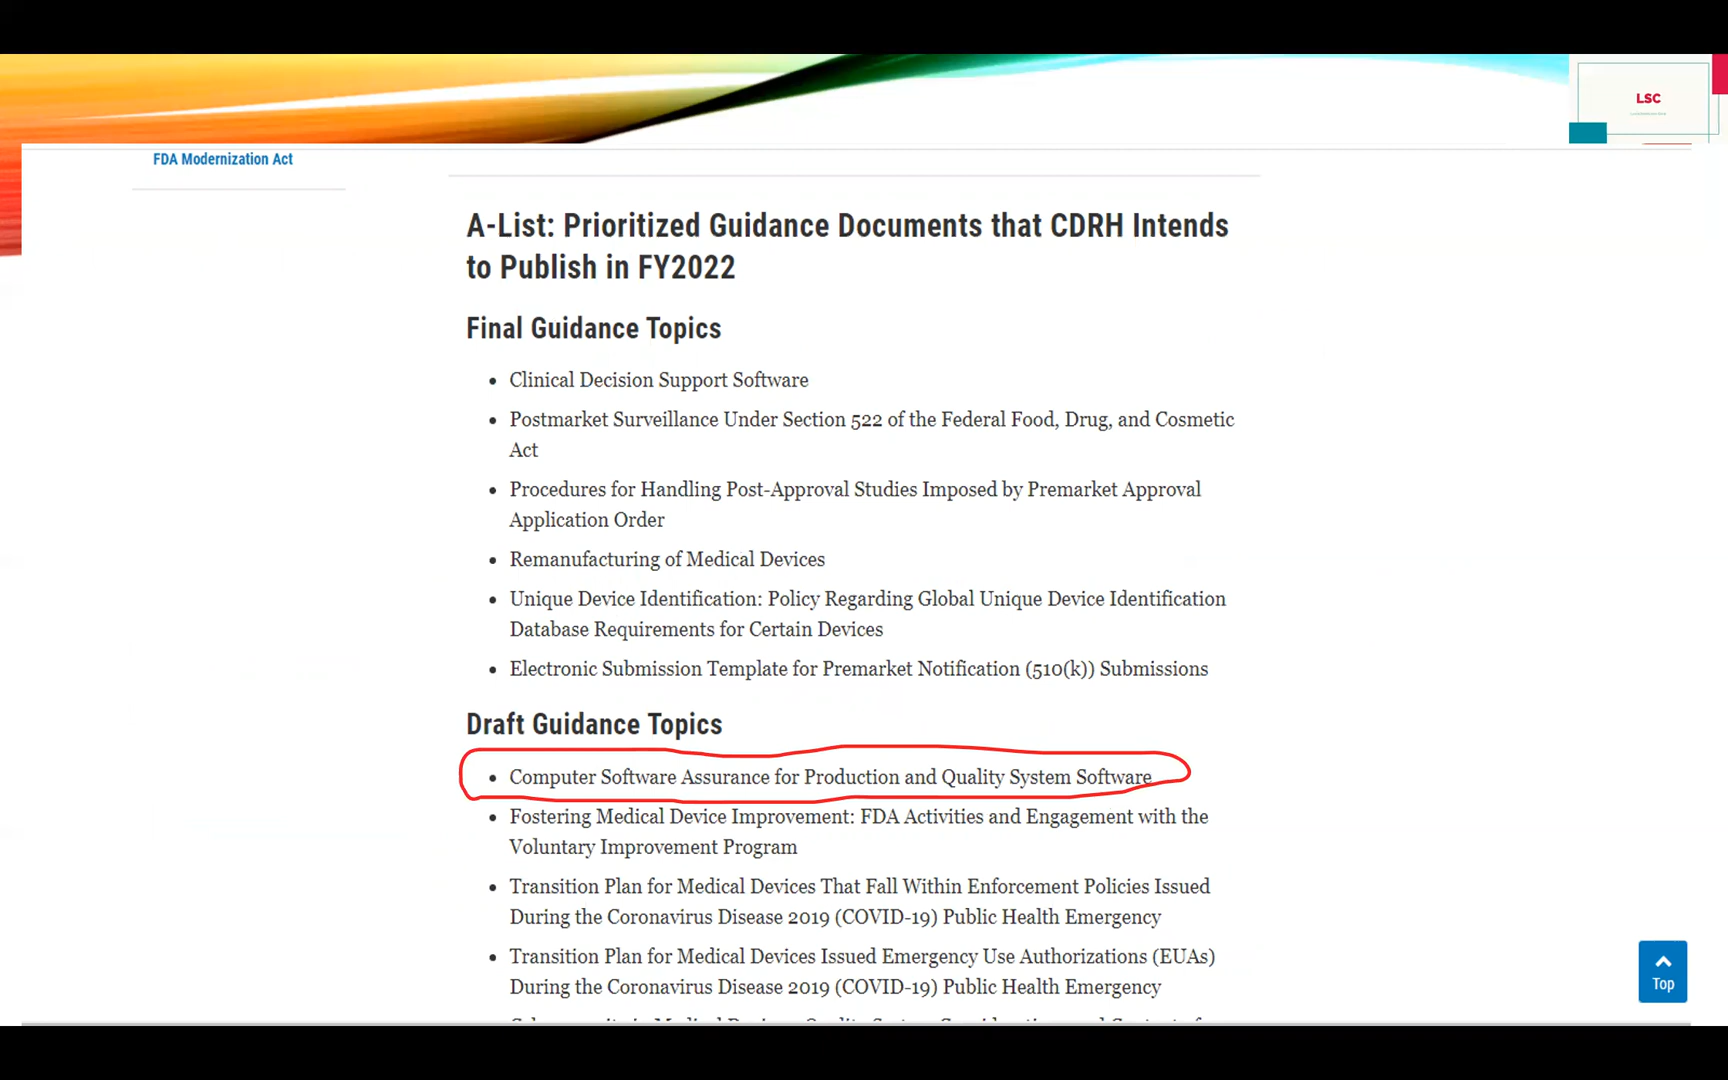 LSC
FDA Modernization Act
A-List: Prioritized Guidance Documents that CDRH Intends
to Publish in FY2022
Final Guidance Topics
• Clinical Decision Support Software
• Postmarket Surveillance Under Section 522 of the Federal Food, Drug, and Cosmetic
Act
• Procedures for Handling Post-Approval Studies Imposed by Premarket Approval
Application Order
• Remanufacturing of Medical Devices
• Unique Device Identification: Policy Regarding Global Unique Device Identification
Database Requirements for Certain Devices
• Electronic Submission Template for Premarket Notification (510(k)) Submissions
Draft Guidance Topics
• Computer Software Assurance for Production and Quality System Software
• Fostering Medical Device Improvement: FDA Activities and Engagement with the
Voluntary Improvement Program
• Transition Plan for Medical Devices That Fall Within Enforcement Policies Issued
During the Coronavirus Disease 2019 (COVID-19) Public Health Emergency
• Transition Plan for Medical Devices Issued Emergency Use Authorizations (EUAs)
During the Coronavirus Disease 2019 (COVID-19) Public Health Emergency
Top